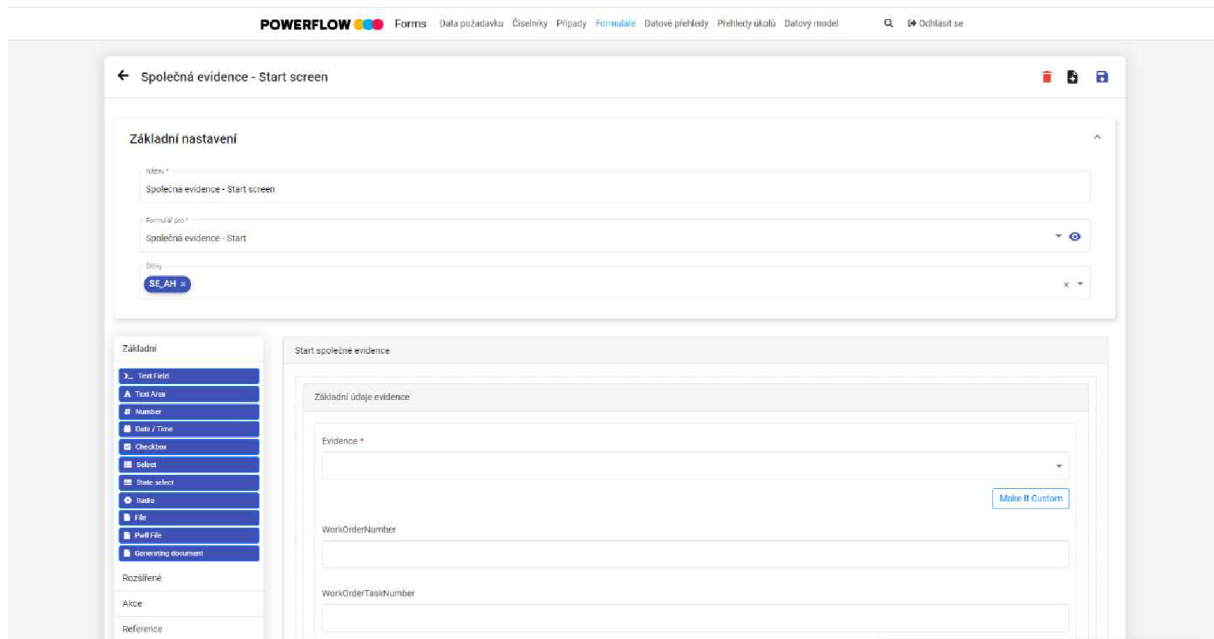 POWERFLOW Forms Data požadavku Číselníky Případy Formuláře Datové přehledy Přehledy úkolů Datový model Odhlásit se
Společná evidence - Start screen
Základní nastavení
Název *
Společná evidence - Start screen
Formulář pro *
Společná evidence - Start
Štítky
SE_AH ×
Základní
Text Field
Text Area
Number
Date / Time
Checkbox
Select
State select
Radio
File
Pwfl File
Generating document
Rozšířené
Akce
Reference
Start společné evidence
Základní údaje evidence
Evidence *
Make It Custom
WorkOrderNumber
WorkOrderTaskNumber